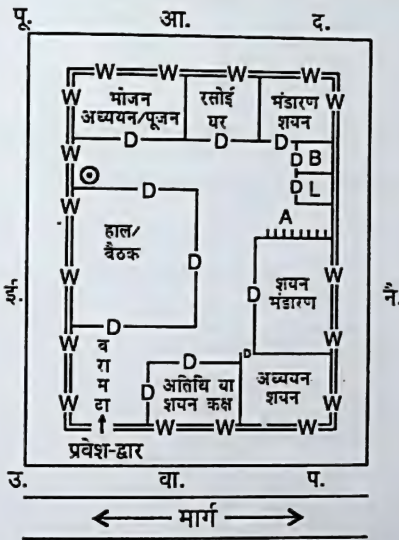 पू. आ. द.
W W W W W
भोजन
अध्ययन/पूजन
रसोई
घर
भंडारण
शयन
W W
D D D
W
D B
D L
W
A
हाल/
बैठक
D
शयन
भंडारण
D
ई. नै.
W
W
D
W
ब
रा
म
दा
D
D
अतिथि या
शयन कक्ष
D
अध्ययन
शयन
W W
W W W W
प्रवेश-द्वार
उ. वा. प.
← मार्ग →